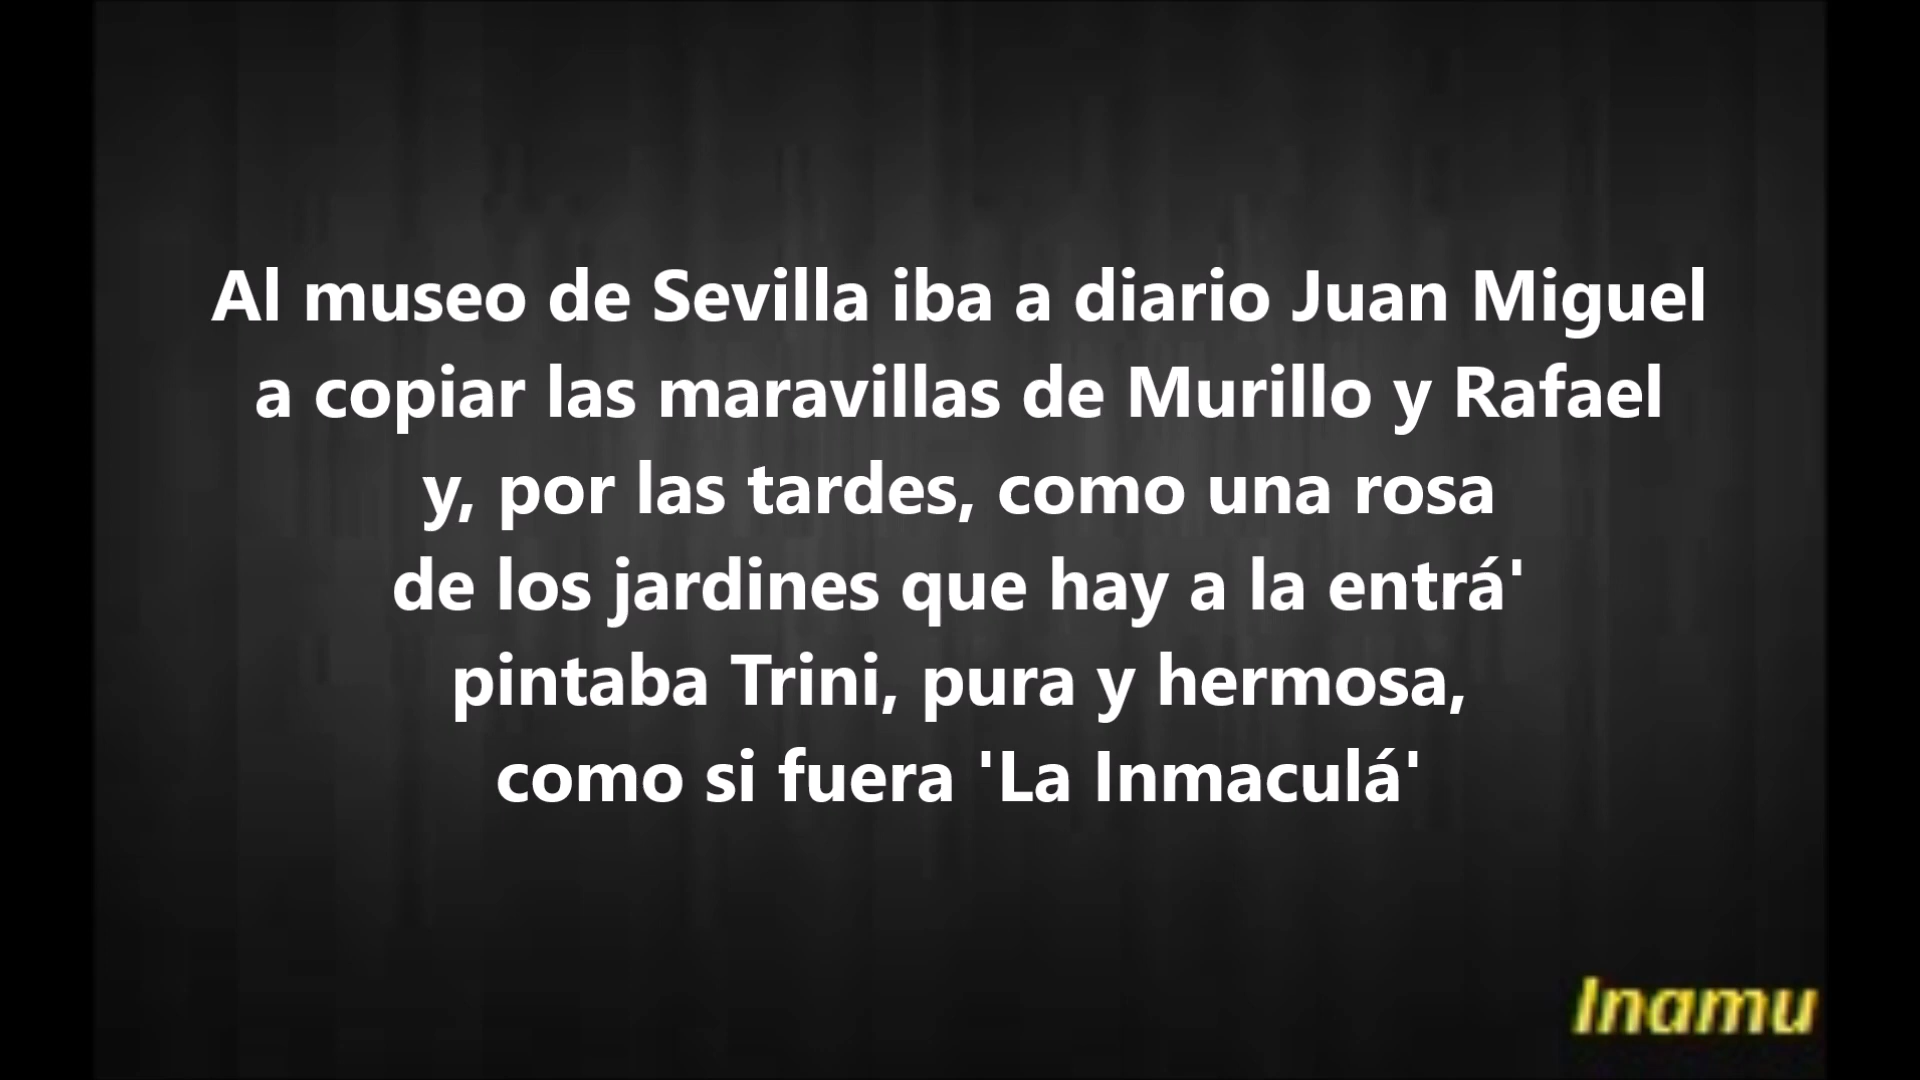 Al museo de Sevilla iba a diario Juan Miguel
a copiar las maravillas de Murillo y Rafael
y, por las tardes, como una rosa
de los jardines que hay a la entrá'
pintaba Trini, pura y hermosa,
como si fuera 'La Inmaculá'
Inamu